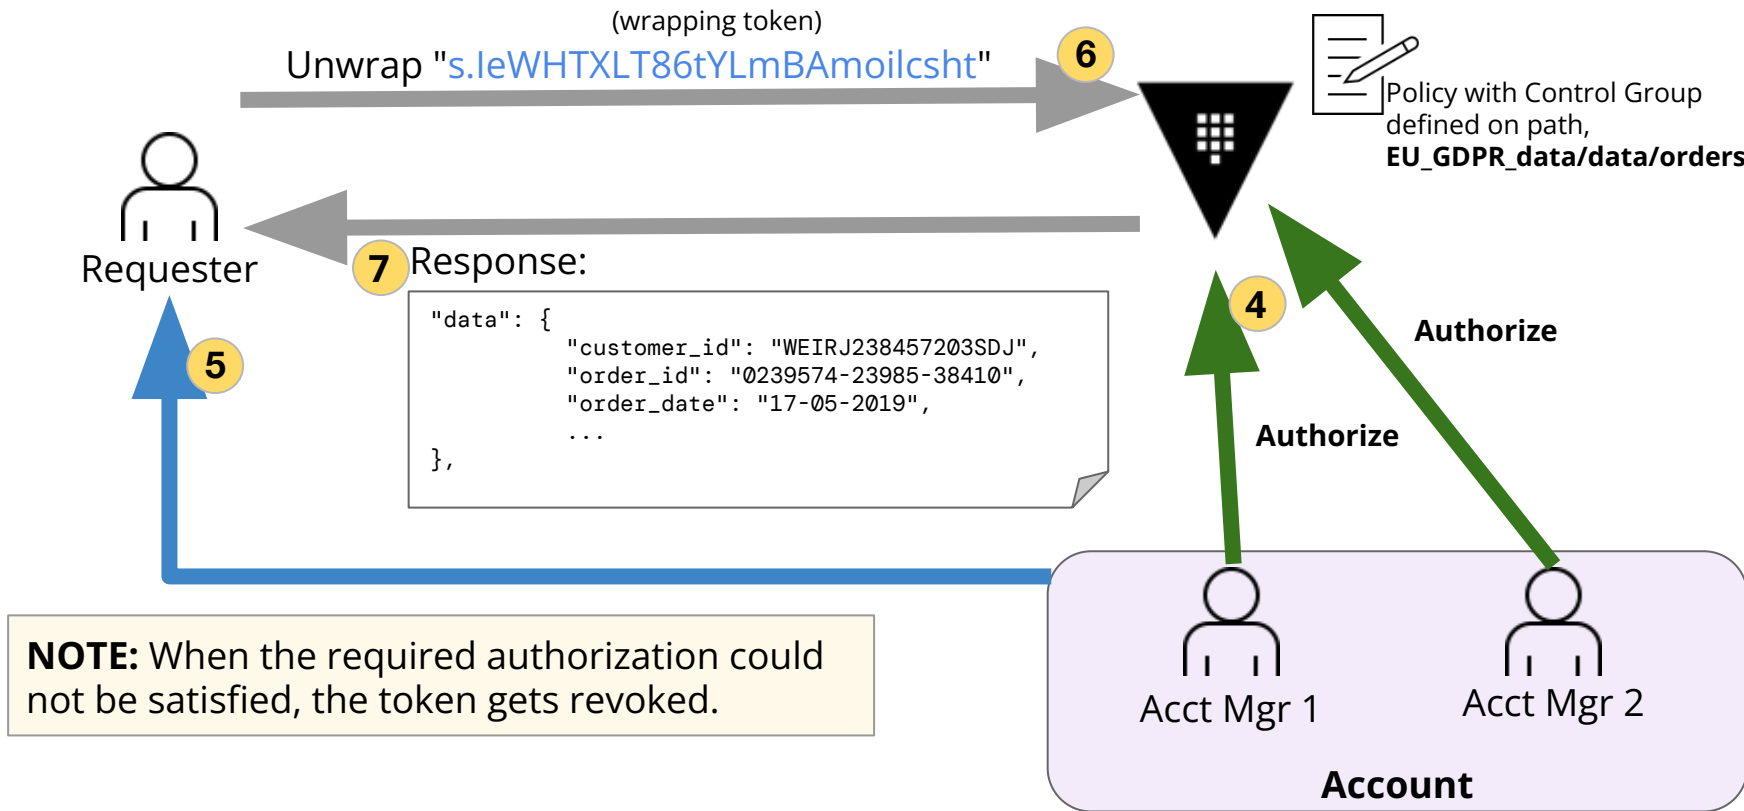 (wrapping token)
Unwrap "s.IeWHTXLT86tYLmBAmoilcsht"
6
Policy with Control Group
defined on path,
EU_GDPR_data/data/orders
Requester
7
Response:
"data": {
"customer_id": "WEIRJ238457203SDJ",
"order_id": "0239574-23985-38410",
"order_date": "17-05-2019",
...
},
4
Authorize
Authorize
5
NOTE: When the required authorization could
not be satisfied, the token gets revoked.
Acct Mgr 1
Acct Mgr 2
Account